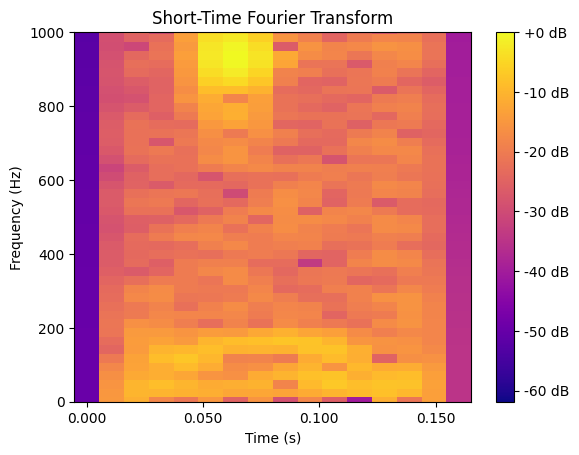 Short-Time Fourier Transform
1000
800
600
400
200
0
Frequency (Hz)
0.000
0.050
0.100
0.150
Time (s)
+0 dB
-10 dB
-20 dB
-30 dB
-40 dB
-50 dB
-60 dB